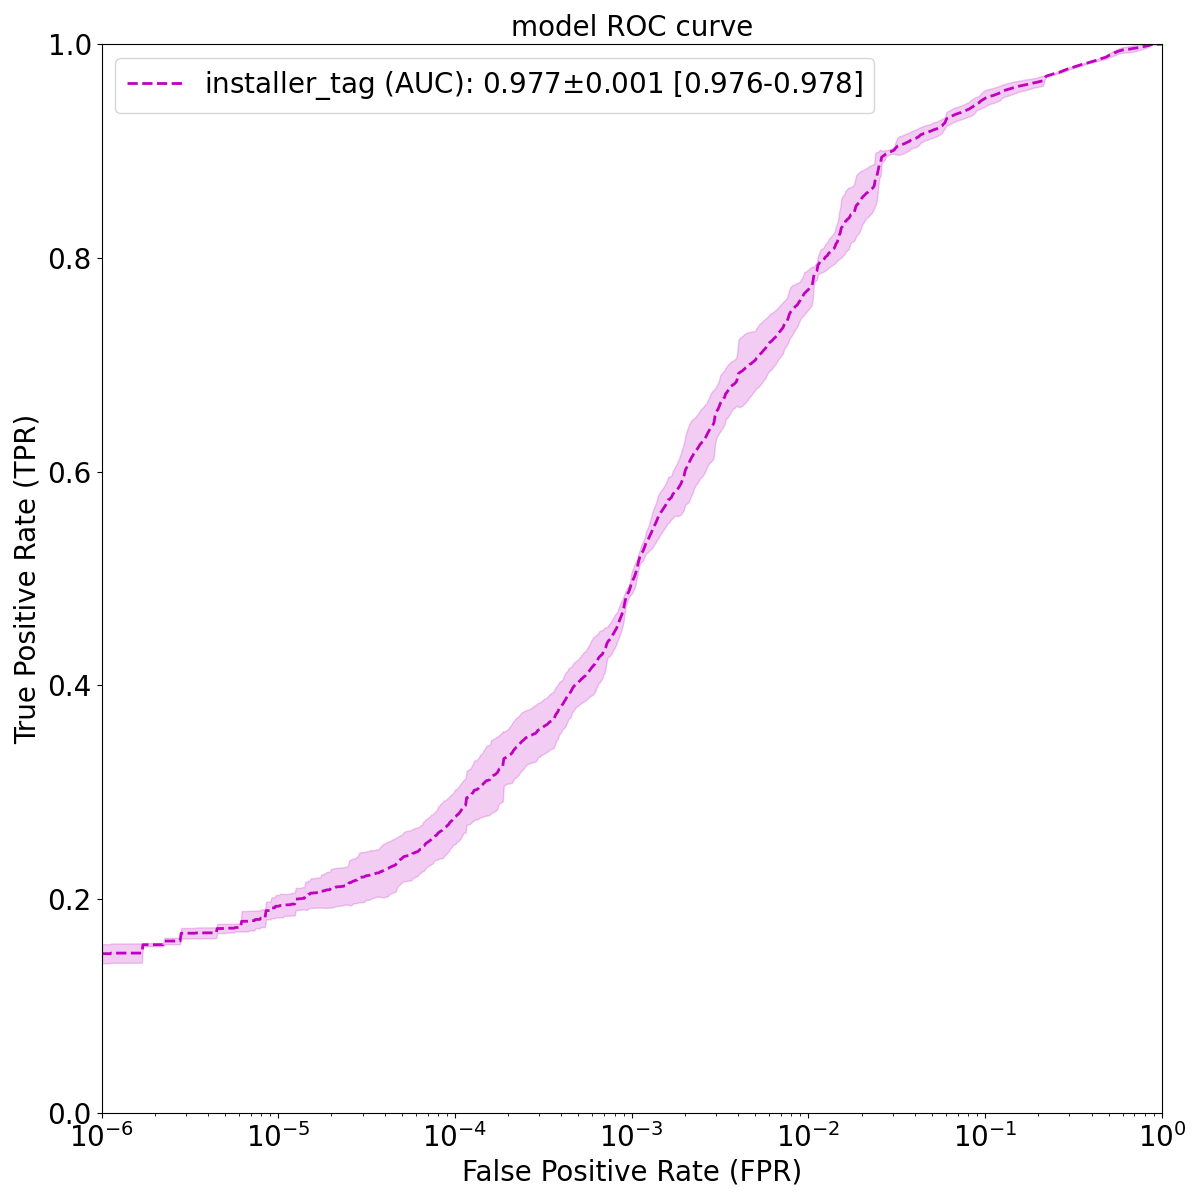 model ROC curve
installer_tag (AUC): 0.977±0.001 [0.976-0.978]
True Positive Rate (TPR)
1.0
0.8
0.6
0.4
0.2
0.0
10⁻⁶ 10⁻⁵ 10⁻⁴ 10⁻³ 10⁻² 10⁻¹ 10⁰
False Positive Rate (FPR)